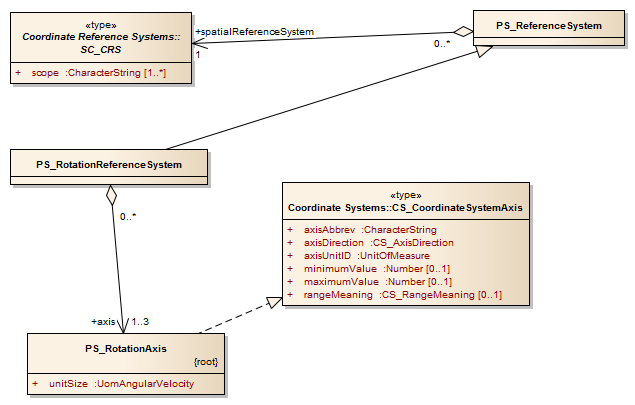 «type»
Coordinate Reference Systems::
SC_CRS
+ scope :CharacterString [1..*]
+spatialReferenceSystem
1
0..*
PS_ReferenceSystem
PS_RotationReferenceSystem
0..*
«type»
Coordinate Systems::CS_CoordinateSystemAxis
+ axisAbbrev :CharacterString
+ axisDirection :CS_AxisDirection
+ axisUnitID :UnitOfMeasure
+ minimumValue :Number [0..1]
+ maximumValue :Number [0..1]
+ rangeMeaning :CS_RangeMeaning [0..1]
+axis 1..3
PS_RotationAxis
{root}
+ unitSize :UomAngularVelocity